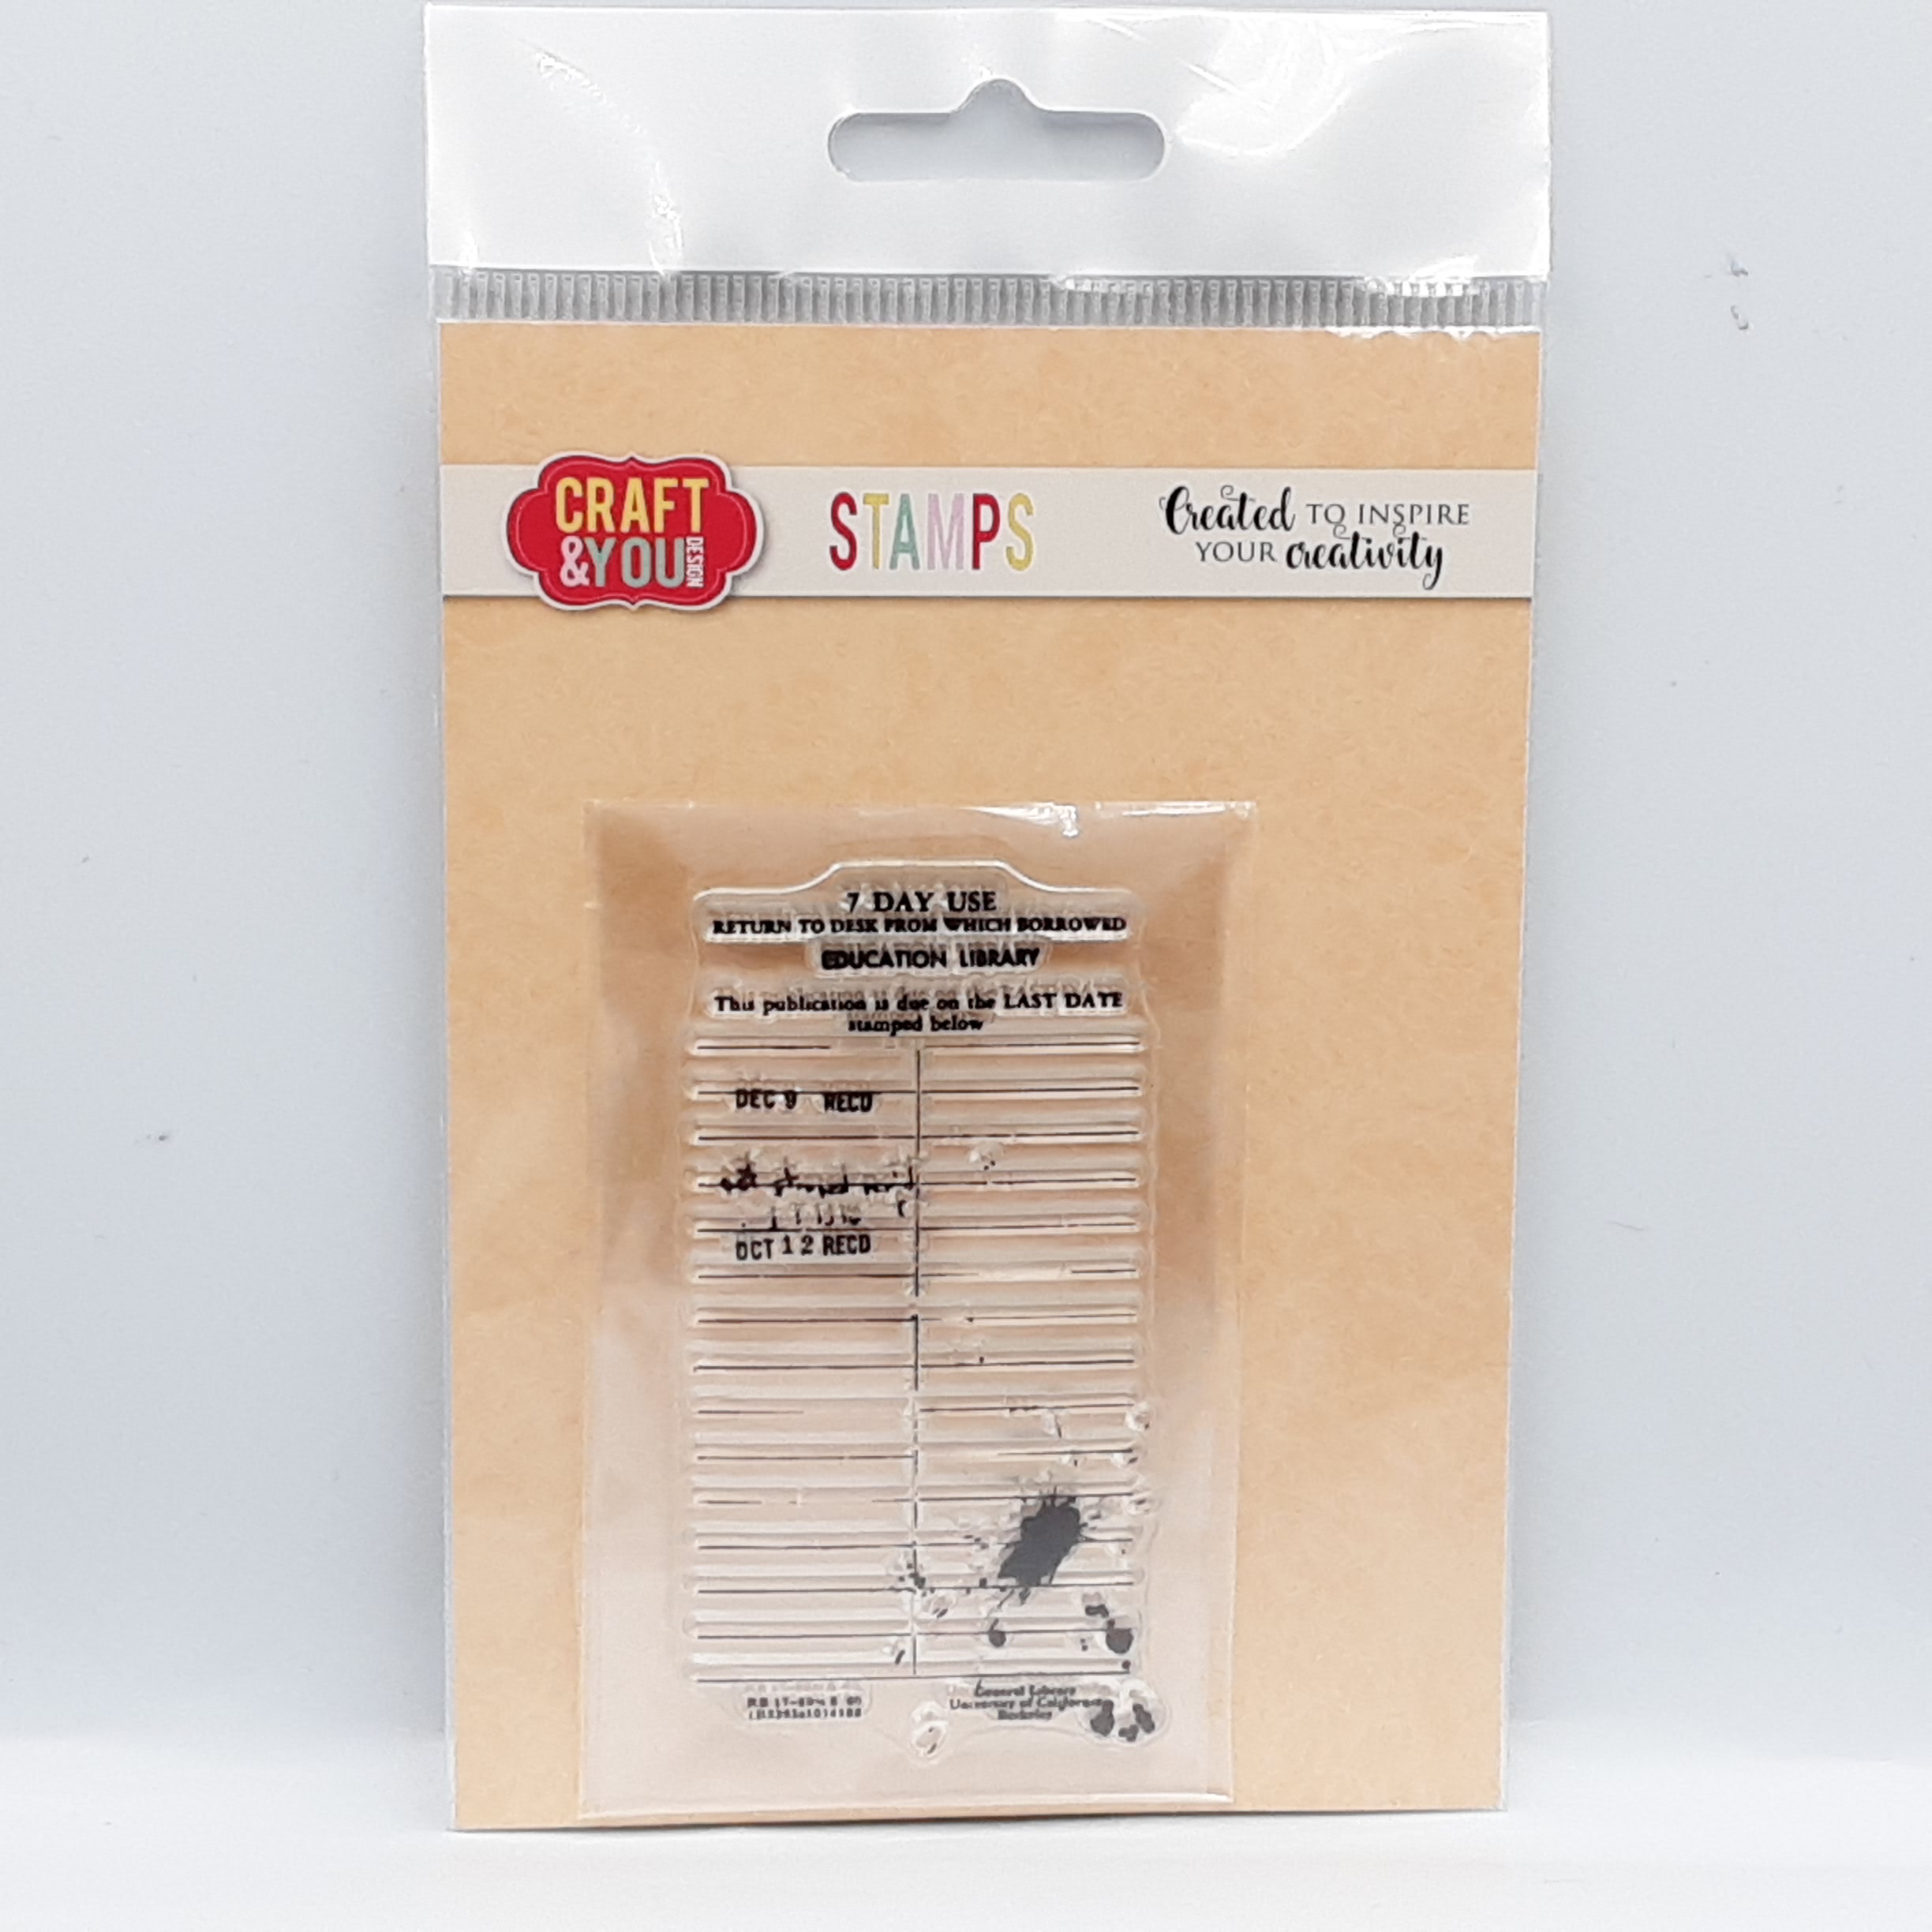 CRAFT
&YOU
DESIGN
STAMPS
Created TO INSPIRE
YOUR creativity
7 DAY USE
RETURN TO DESK FROM WHICH BORROWED
EDUCATION LIBRARY
This publication is due on the LAST DATE
stamped below
DEC 9 RECD
OCT 12 RECD
General Library
University of California
Berkeley